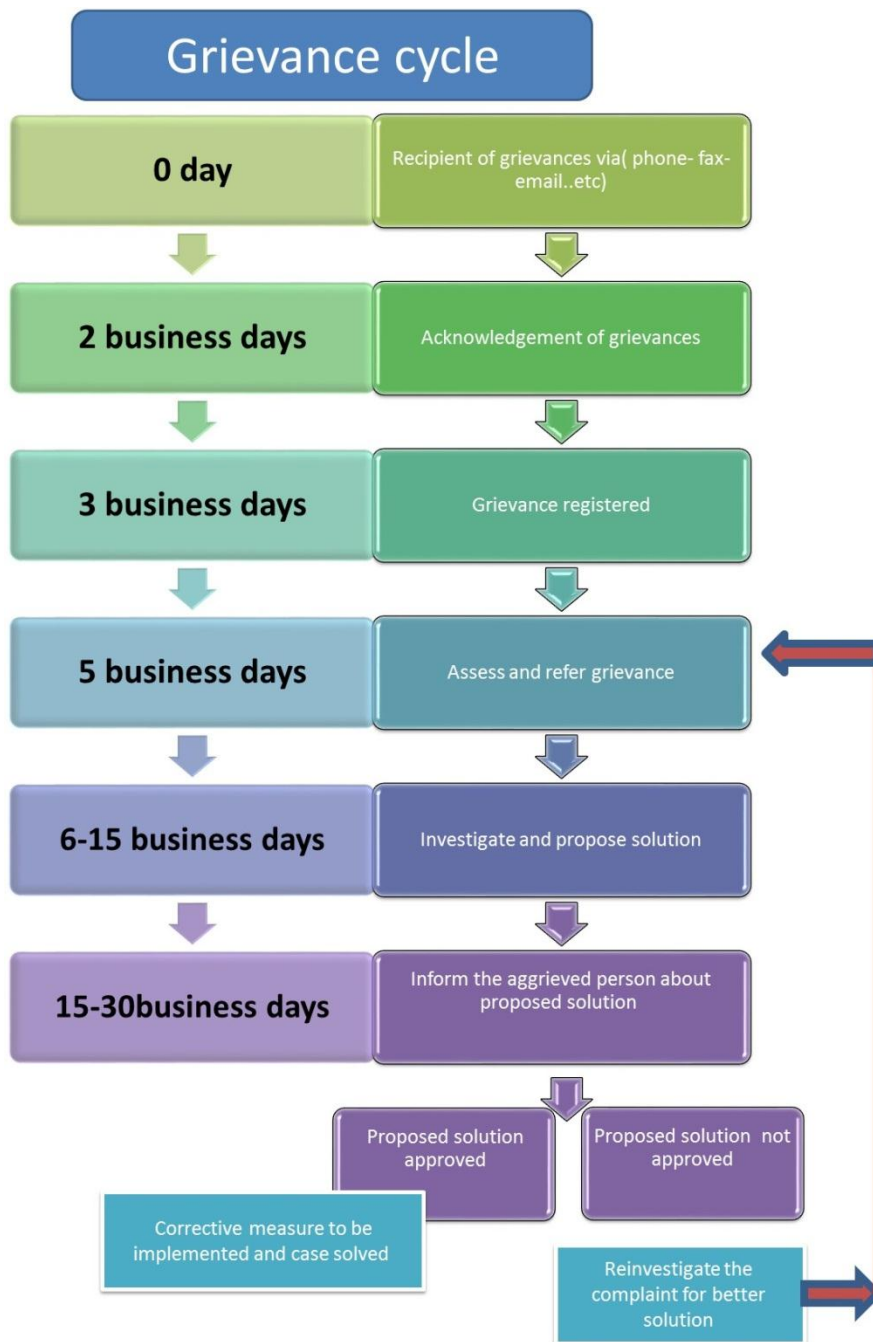 Grievance cycle
0 day
Recipient of grievances via( phone- fax-
email..etc)
2 business days
Acknowledgement of grievances
3 business days
Grievance registered
5 business days
Assess and refer grievance
6-15 business days
Investigate and propose solution
15-30business days
Inform the aggrieved person about
proposed solution
Proposed solution
approved
Proposed solution  not
approved
Corrective measure to be
implemented and case solved
Reinvestigate the
complaint for better
solution